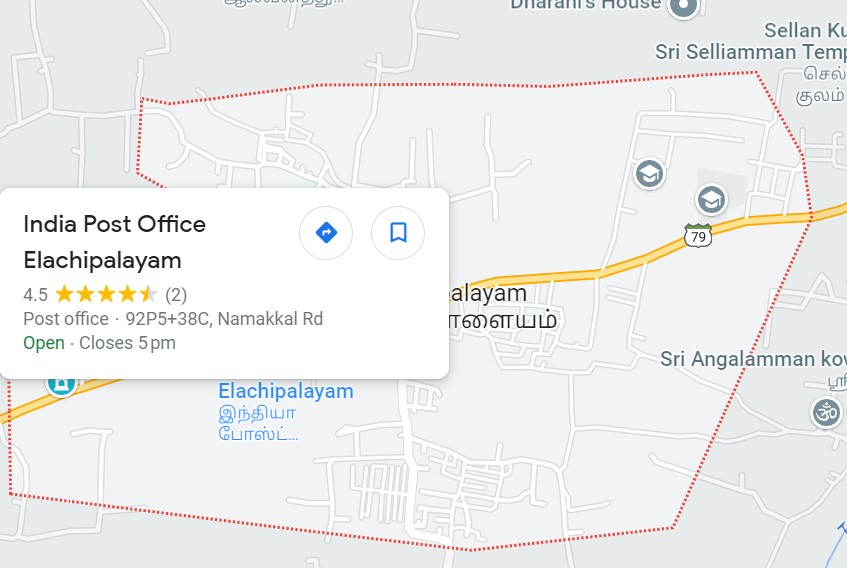 Dharani's House
Sellan Ku
Sri Selliamman Temp
செல்
குலம்
India Post Office
Elachipalayam
4.5 (2)
Post office · 92P5+38C, Namakkal Rd
Open · Closes 5 pm
79
alayam
ாளையம்
Sri Angalamman kov
ஸ்ரீ
Elachipalayam
இந்தியா
போஸ்ட்...